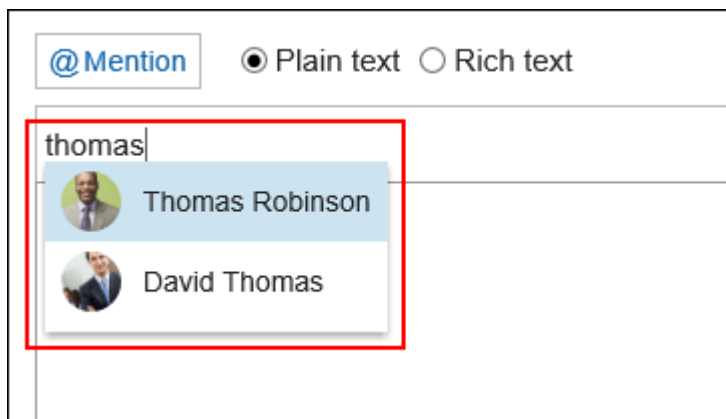 @Mention Plain text Rich text
thomas
Thomas Robinson
David Thomas